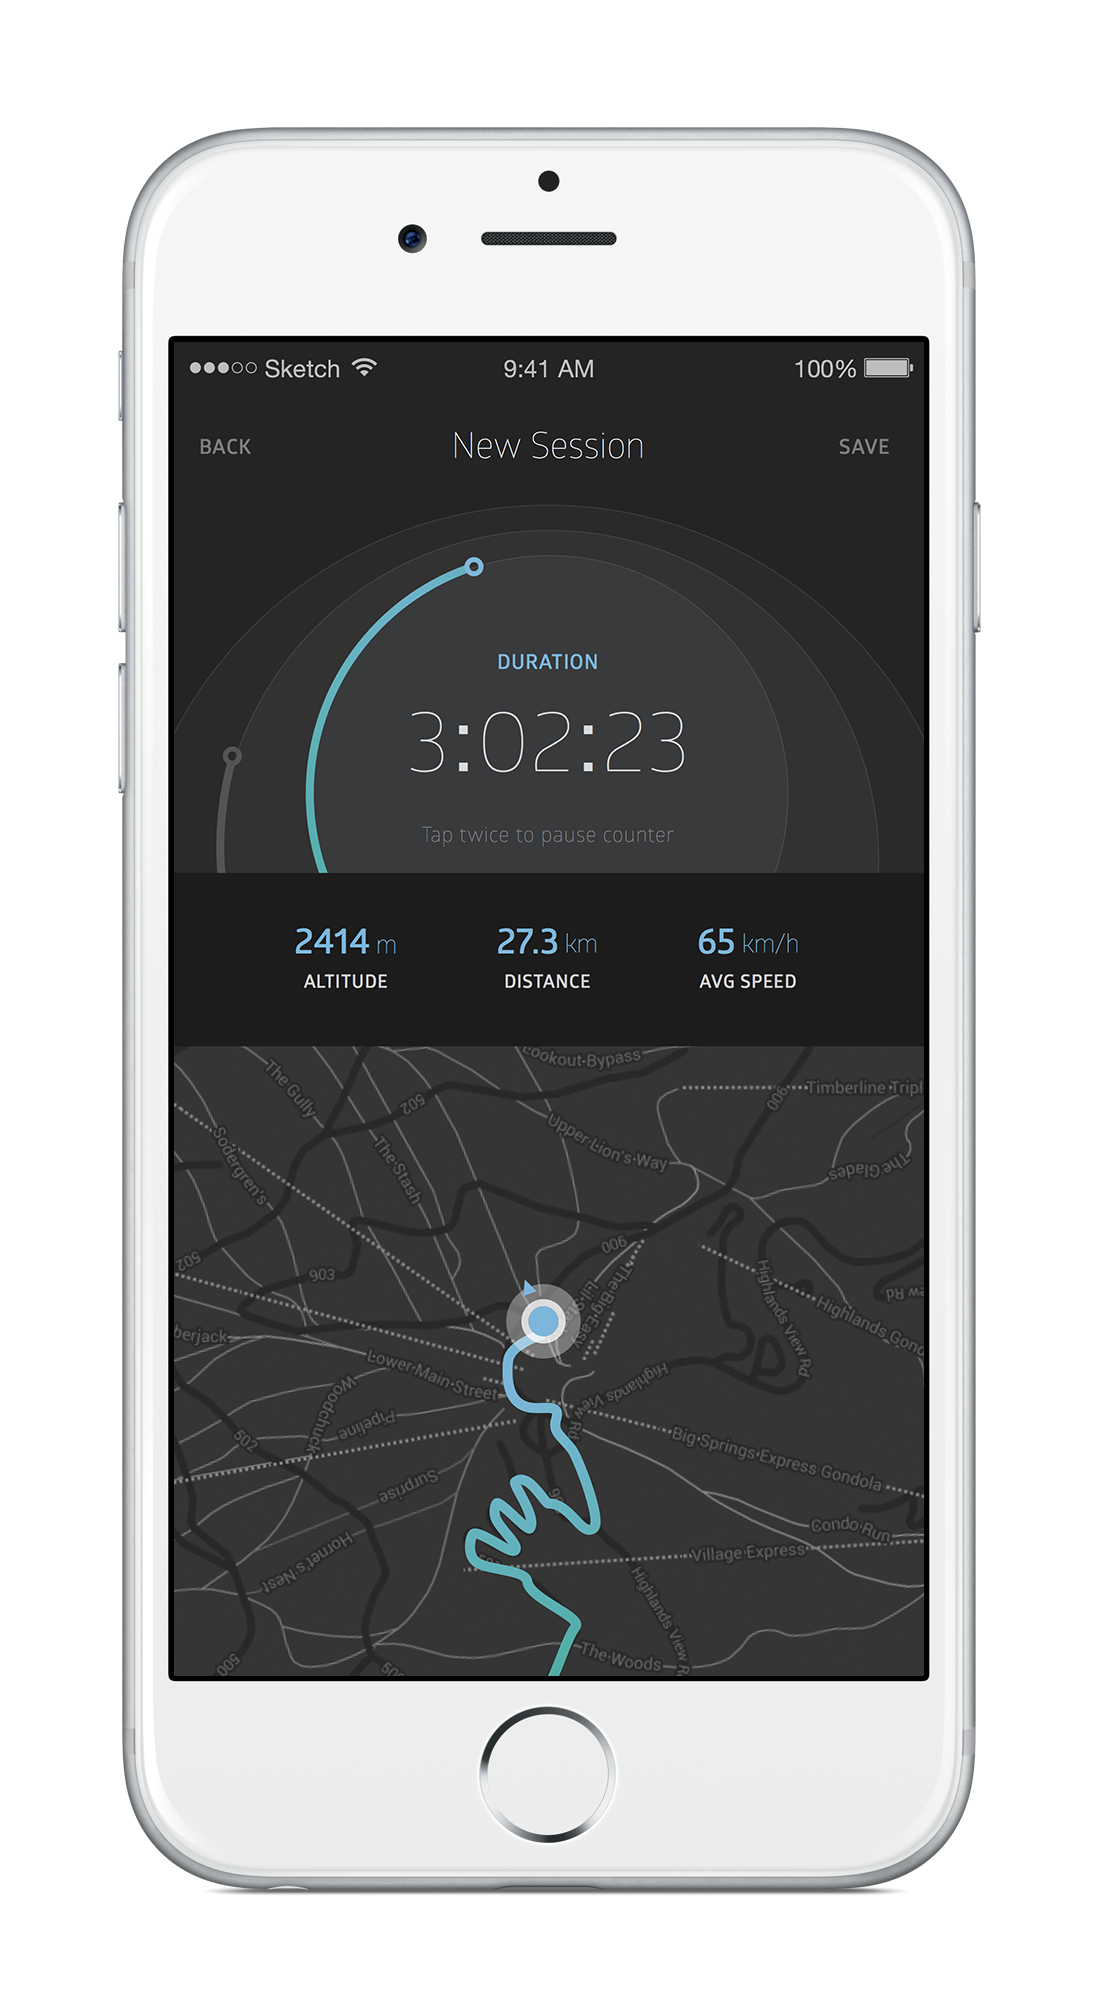 Sketch 9:41 AM 100%
BACK New Session SAVE
DURATION
3:02:23
Tap twice to pause counter
2414 m 27.3 km 65 km/h
ALTITUDE DISTANCE AVG SPEED
Lookout Bypass
The Gully
502
900
Timberline Tripl
Upper Lion's Way
Sodergren's
The Stash
The Glades
502
903
900
The Big Easy
Highlands View Rd
ew Rd
Highlands Gond
berjack
Lower Main Street
Highlands View Rd
Woodchuck
Pipeline
502
Big Springs Express Gondola
Surprise
Condo Run
Hornet's Nest
Village Express
Highlands View R
The Woods
500
50